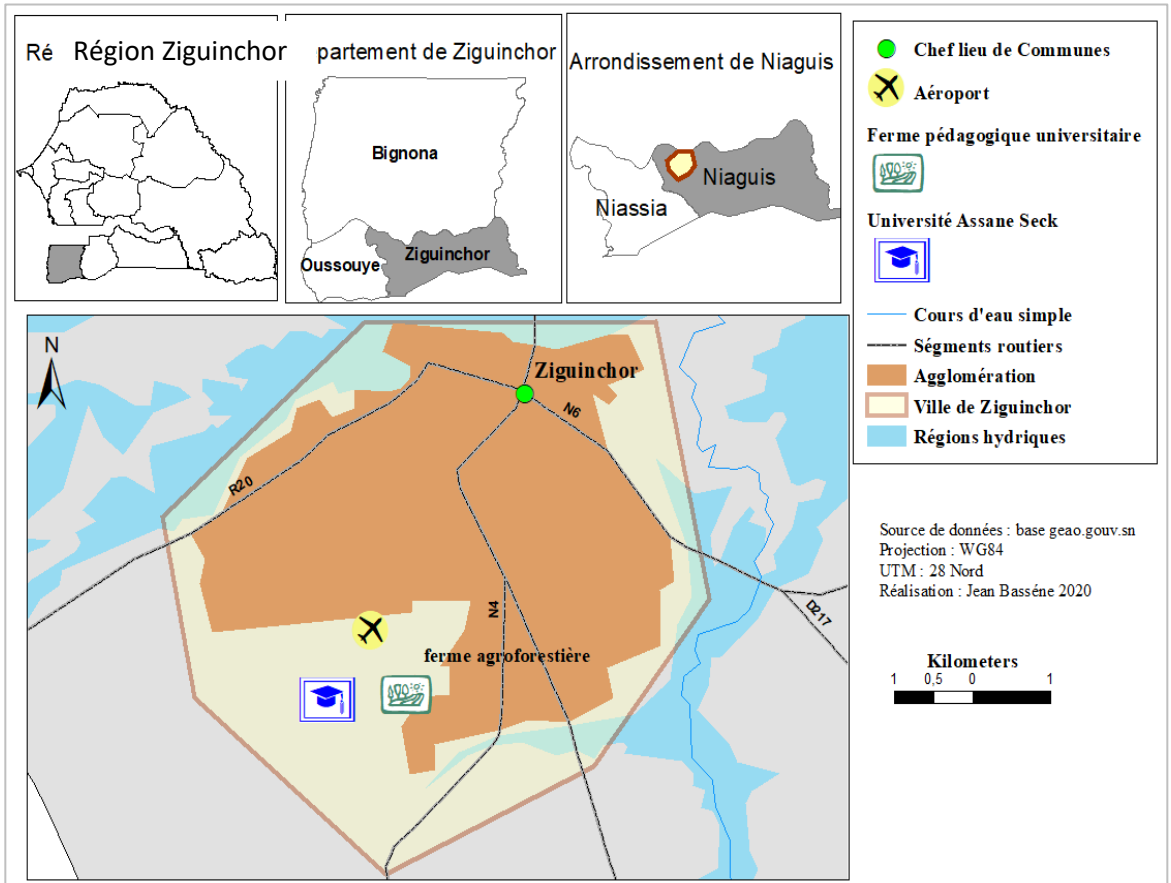 Ré Région Ziguinchor
partement de Ziguinchor
Bignona
Oussouye
Ziguinchor
Arrondissement de Niaguis
Niaguis
Niassia
N
Ziguinchor
N6
R20
N4
D217
ferme agroforestière
Chef lieu de Communes
Aéroport
Ferme pédagogique universitaire
Université Assane Seck
Cours d'eau simple
Ségments routiers
Agglomération
Ville de Ziguinchor
Régions hydriques
Source de données : base geao.gouv.sn
Projection : WG84
UTM : 28 Nord
Réalisation : Jean Basséne 2020
Kilometers
1 0,5 0 1